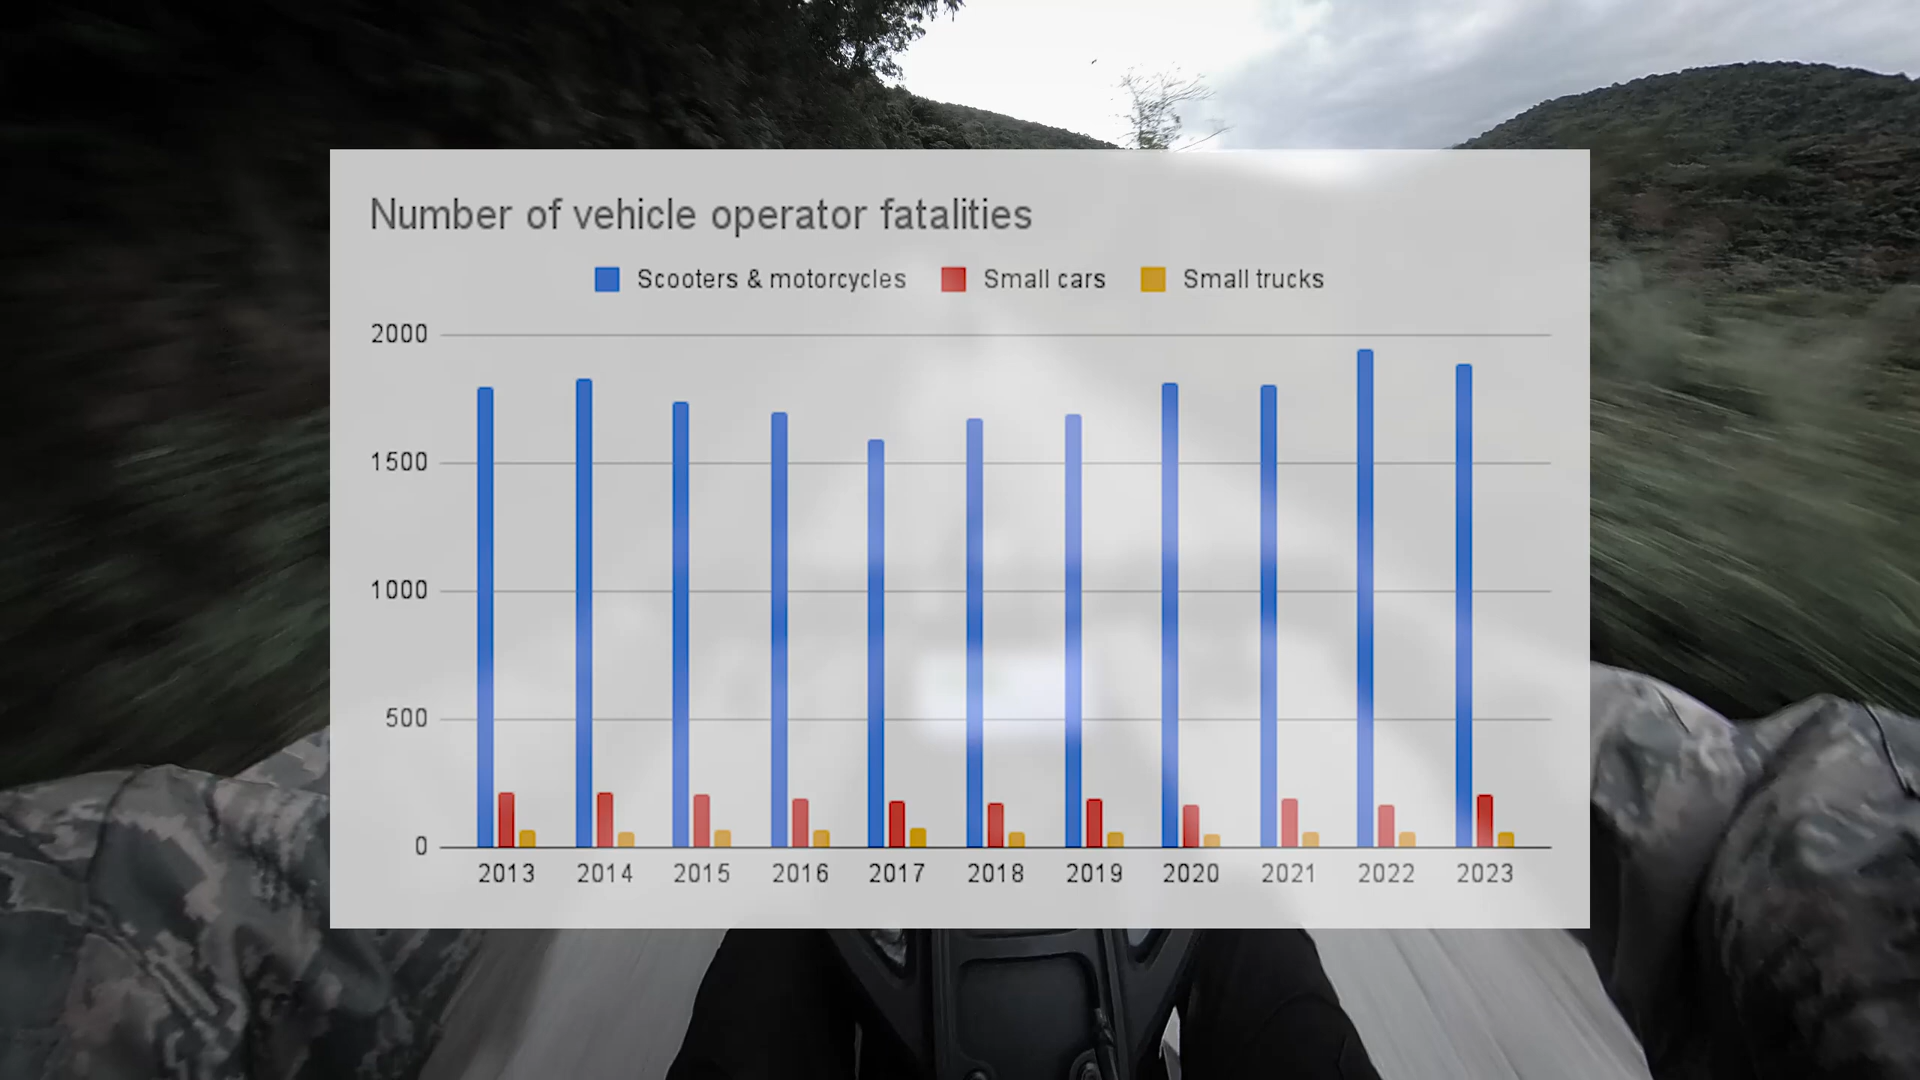 Number of vehicle operator fatalities
Scooters & motorcycles Small cars Small trucks
2000
1500
1000
500
0
2013 2014 2015 2016 2017 2018 2019 2020 2021 2022 2023